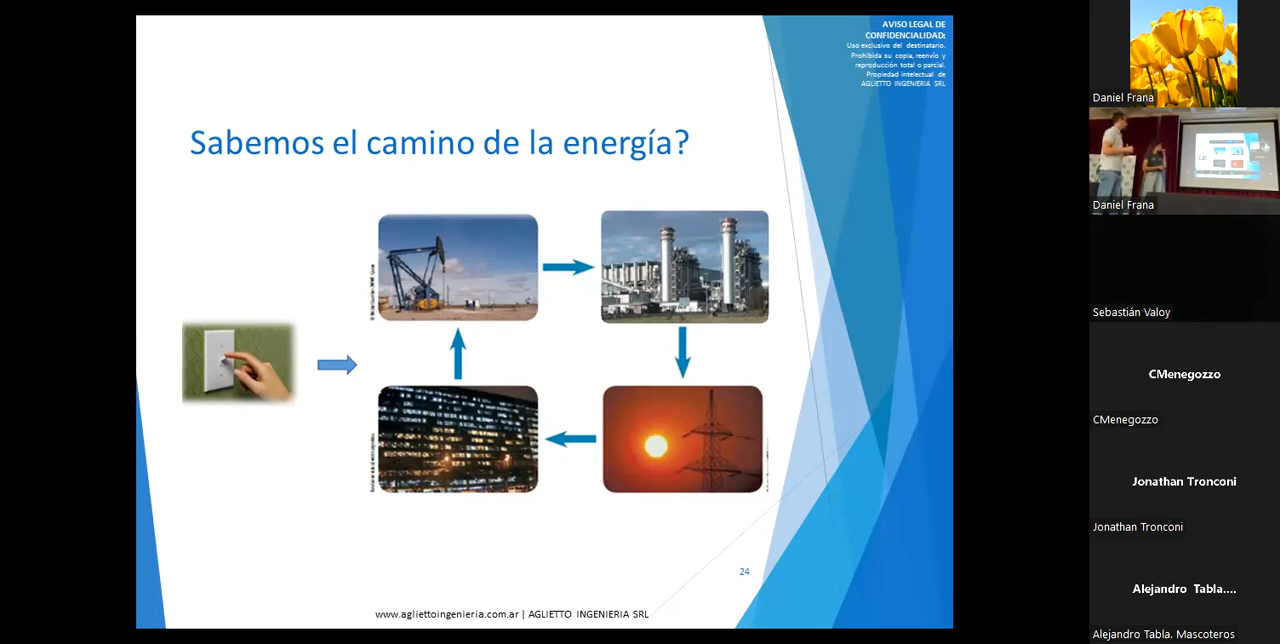 AVISO LEGAL DE
CONFIDENCIALIDAD:
Uso exclusivo del destinatario.
Prohibida su copia, reenvío y
reproducción total o parcial.
Propiedad intelectual de
AGLIETTO INGENIERIA SRL
Sabemos el camino de la energía?
24
www.agliettoingenieria.com.ar | AGLIETTO INGENIERIA SRL
Daniel Frana
Daniel Frana
Sebastián Valoy
CMenegozzo
CMenegozzo
Jonathan Tronconi
Jonathan Tronconi
Alejandro Tabla....
Alejandro Tabla. Mascoteros